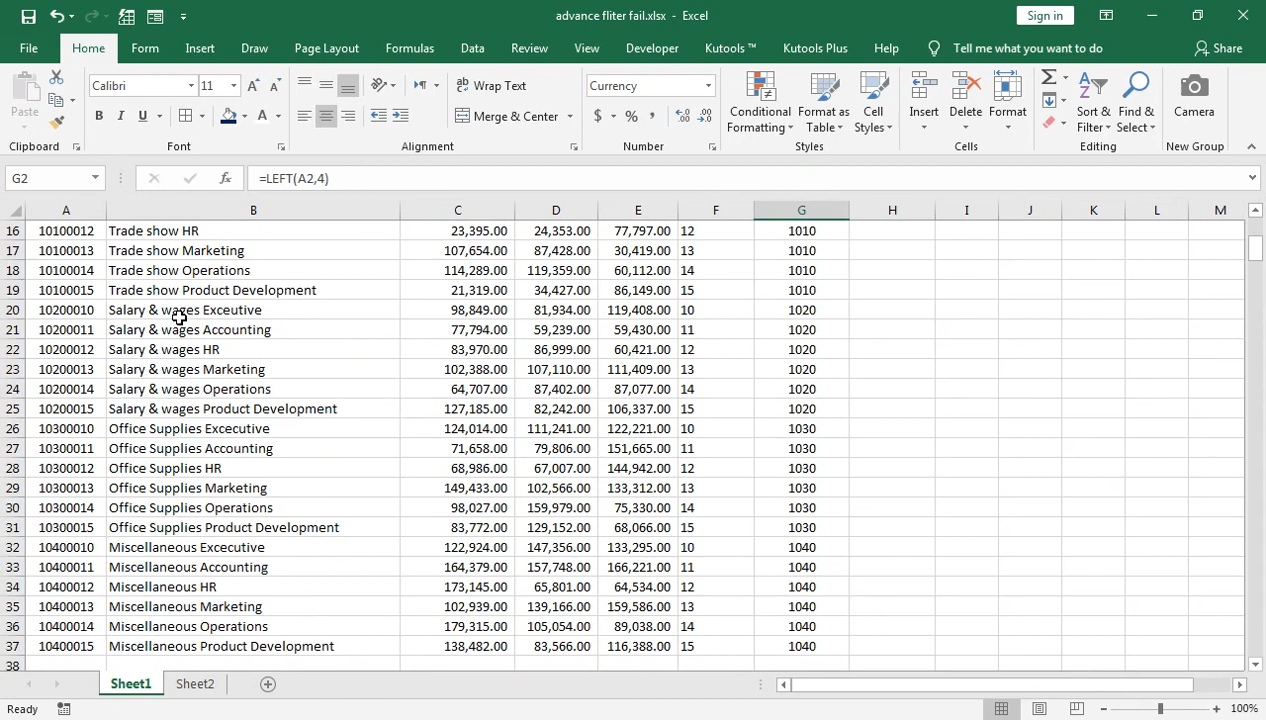 advance fliter fail.xlsx - Excel
Sign in
File Home Form Insert Draw Page Layout Formulas Data Review View Developer Kutools ™ Kutools Plus Help Tell me what you want to do Share
Paste
Calibri 11
Wrap Text
Currency
B I U
Merge & Center
$ % ,
Conditional Formatting
Format as Table
Cell Styles
Insert
Delete
Format
Sort & Filter
Find & Select
Camera
Clipboard Font Alignment Number Styles Cells Editing New Group
G2 fx =LEFT(A2,4)
A B C D E F G H I J K L M
16 10100012 Trade show HR 23,395.00 24,353.00 77,797.00 12 1010
17 10100013 Trade show Marketing 107,654.00 87,428.00 30,419.00 13 1010
18 10100014 Trade show Operations 114,289.00 119,359.00 60,112.00 14 1010
19 10100015 Trade show Product Development 21,319.00 34,427.00 86,149.00 15 1010
20 10200010 Salary & wages Exceutive 98,849.00 81,934.00 119,408.00 10 1020
21 10200011 Salary & wages Accounting 77,794.00 59,239.00 59,430.00 11 1020
22 10200012 Salary & wages HR 83,970.00 86,999.00 60,421.00 12 1020
23 10200013 Salary & wages Marketing 102,388.00 107,110.00 111,409.00 13 1020
24 10200014 Salary & wages Operations 64,707.00 87,402.00 87,077.00 14 1020
25 10200015 Salary & wages Product Development 127,185.00 82,242.00 106,337.00 15 1020
26 10300010 Office Supplies Excecutive 124,014.00 111,241.00 122,221.00 10 1030
27 10300011 Office Supplies Accounting 71,658.00 79,806.00 151,665.00 11 1030
28 10300012 Office Supplies HR 68,986.00 67,007.00 144,942.00 12 1030
29 10300013 Office Supplies Marketing 149,433.00 102,566.00 133,312.00 13 1030
30 10300014 Office Supplies Operations 98,027.00 159,979.00 75,330.00 14 1030
31 10300015 Office Supplies Product Development 83,772.00 129,152.00 68,066.00 15 1030
32 10400010 Miscellaneous Excecutive 122,924.00 147,356.00 133,295.00 10 1040
33 10400011 Miscellaneous Accounting 164,379.00 157,748.00 166,221.00 11 1040
34 10400012 Miscellaneous HR 173,145.00 65,801.00 64,534.00 12 1040
35 10400013 Miscellaneous Marketing 102,939.00 139,166.00 159,586.00 13 1040
36 10400014 Miscellaneous Operations 179,315.00 105,054.00 89,038.00 14 1040
37 10400015 Miscellaneous Product Development 138,482.00 83,566.00 116,388.00 15 1040
38
Sheet1 Sheet2
Ready 100%